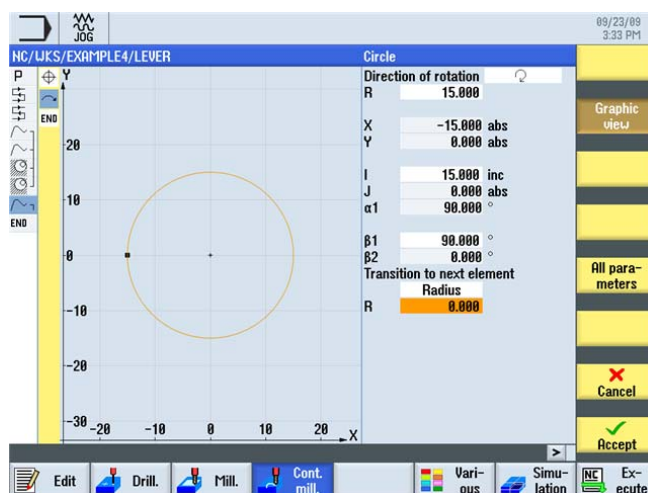 JOG
09/23/09
3:33 PM
NC/WKS/EXAMPLE4/LEVER
Circle
P
END
END
Y
20
10
0
-10
-20
-30
-20 -10 0 10 20 X
Direction of rotation
R 15.000
X -15.000 abs
Y 0.000 abs
I 15.000 inc
J 0.000 abs
α1 90.000 °
β1 90.000 °
β2 0.000 °
Transition to next element
Radius
R 0.000
Graphic
view
All para-
meters
Cancel
Accept
>
Edit
Drill.
Mill.
Cont.
mill.
Vari-
ous
Simu-
lation
NC
Ex-
ecute